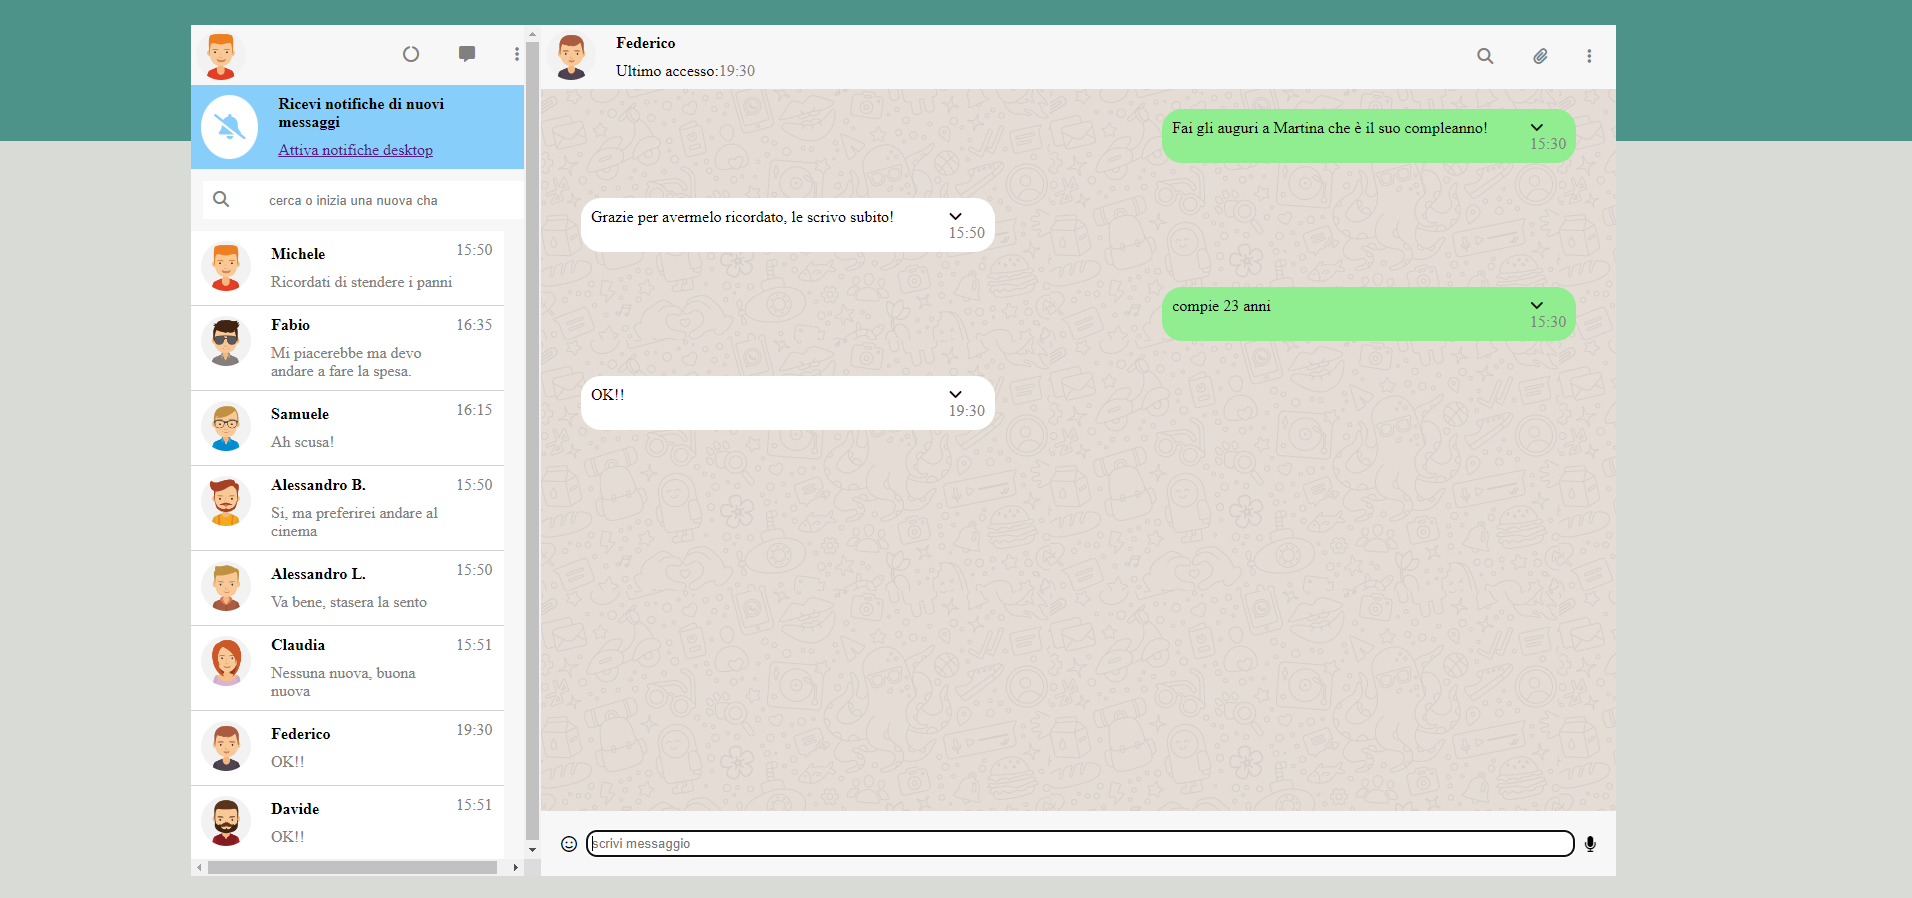 Ricevi notifiche di nuovi
messaggi
Attiva notifiche desktop
cerca o inizia una nuova cha
Michele 15:50
Ricordati di stendere i panni
Fabio 16:35
Mi piacerebbe ma devo
andare a fare la spesa.
Samuele 16:15
Ah scusa!
Alessandro B. 15:50
Si, ma preferirei andare al
cinema
Alessandro L. 15:50
Va bene, stasera la sento
Claudia 15:51
Nessuna nuova, buona
nuova
Federico 19:30
OK!!
Davide 15:51
OK!!
Federico
Ultimo accesso:19:30
Fai gli auguri a Martina che è il suo compleanno!
15:30
Grazie per avermelo ricordato, le scrivo subito!
15:50
compie 23 anni
15:30
OK!!
19:30
scrivi messaggio